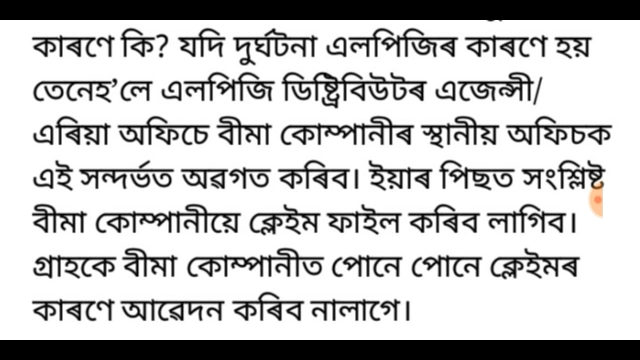 কাৰণে কি? যদি দুৰ্ঘটনা এলপিজিৰ কাৰণে হয়
তেনেহ'লে এলপিজি ডিষ্ট্ৰিবিউটৰ এজেন্সী/
এৰিয়া অফিচে বীমা কোম্পানীৰ স্থানীয় অফিচক
এই সন্দৰ্ভত অৱগত কৰিব। ইয়াৰ পিছত সংশ্লিষ্ট
বীমা কোম্পানীয়ে ক্লেইম ফাইল কৰিব লাগিব।
গ্ৰাহকে বীমা কোম্পানীত পোনে পোনে ক্লেইমৰ
কাৰণে আৱেদন কৰিব নালাগে।